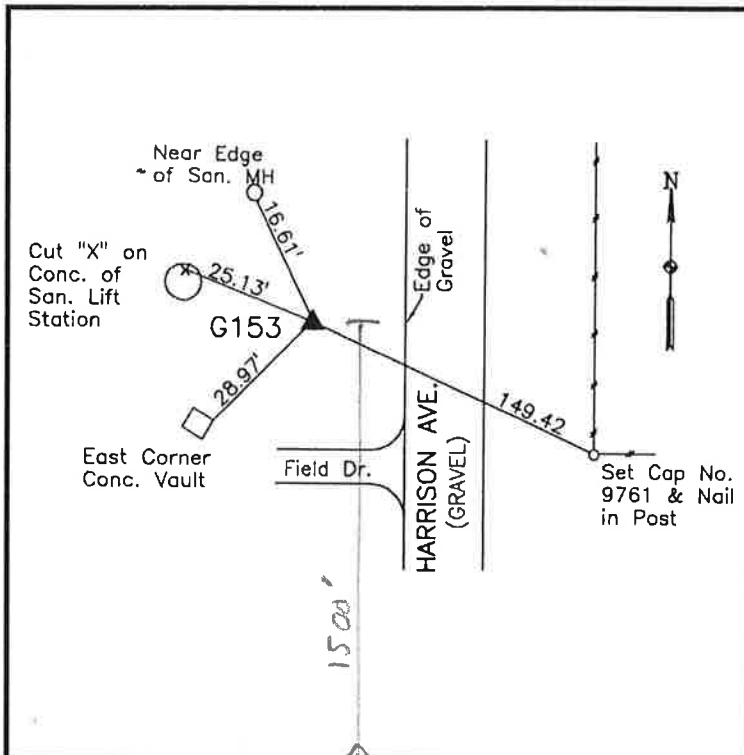 Near Edge
of San. MH
16.61'
N
Cut "X" on
Conc. of
San. Lift
Station
25.13'
Edge of
Gravel
G153
28.97'
149.42
East Corner
Conc. Vault
Field Dr.
HARRISON AVE.
(GRAVEL)
Set Cap No.
9761 & Nail
in Post
1500'